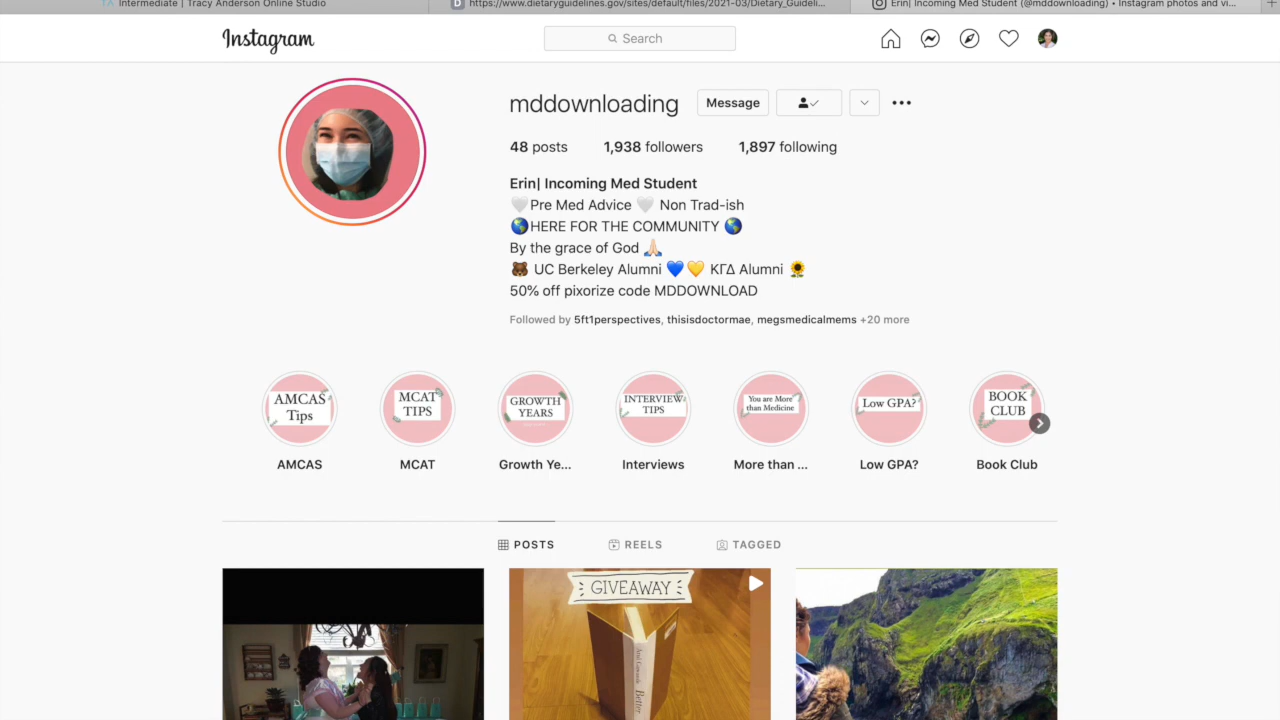 Intermediate | Tracy Anderson Online Studio
D https://www.dietaryguidelines.gov/sites/default/files/2021-03/Dietary_Guideli...
Erin| Incoming Med Student (@mddownloading) • Instagram photos and vi...
Instagram
Search
mddownloading
Message
48 posts 1,938 followers 1,897 following
Erin| Incoming Med Student
🤍Pre Med Advice 🤍 Non Trad-ish
🌎HERE FOR THE COMMUNITY 🌎
By the grace of God 🙏🏻
🐻 UC Berkeley Alumni 💙💛 ΚΓΔ Alumni 🌻
50% off pixorize code MDDOWNLOAD
Followed by 5ft1perspectives, thisisdoctormae, megsmedicalmems +20 more
AMCAS
Tips
MCAT
TIPS
GROWTH
YEARS
INTERVIEW
TIPS
You are More
than Medicine
Low GPA?
BOOK
CLUB
AMCAS
MCAT
Growth Ye...
Interviews
More than ...
Low GPA?
Book Club
POSTS
REELS
TAGGED
GIVEAWAY
Better